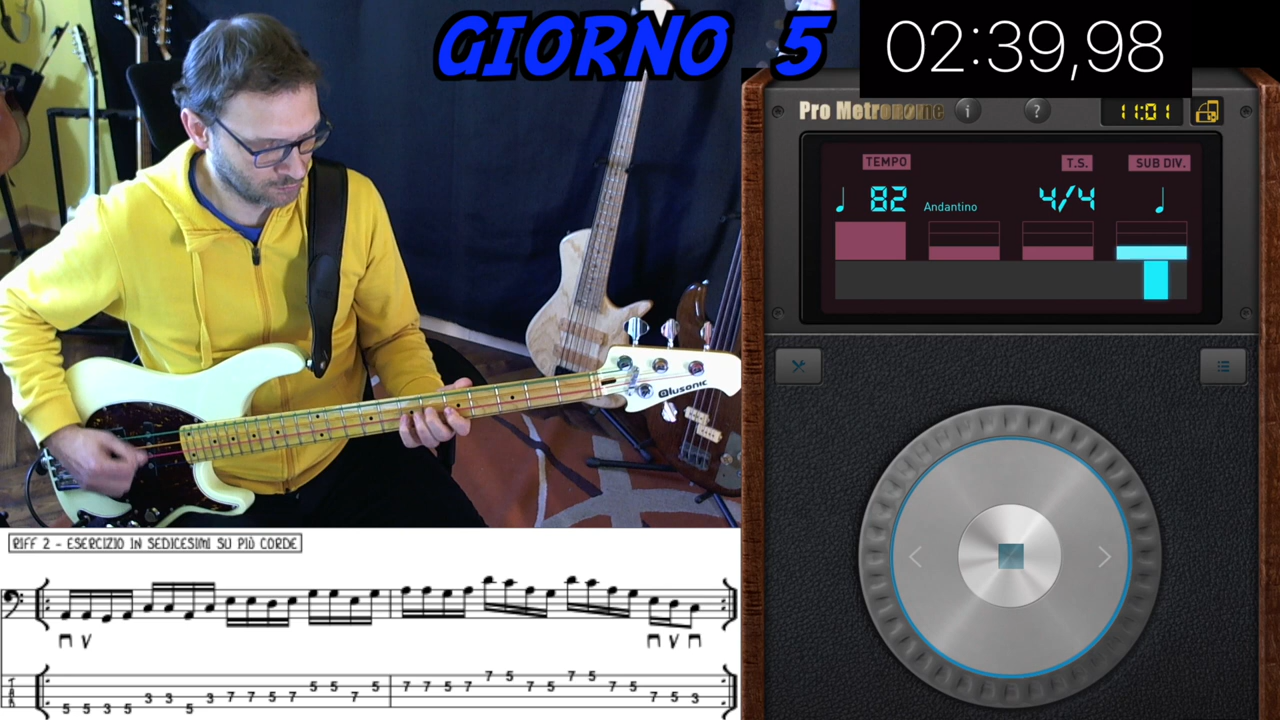 GIORNO 5
02:39,98
Pro Metronome
i
?
11:01
TEMPO
T.S.
SUB DIV.
82
Andantino
4/4
Olusonic
RIFF 2 - ESERCIZIO IN SEDICESIMI SU PIÙ CORDE
TAB
5 5 3 5 3 3 5 3 7 7 5 7 5 5 7 5 7 7 5 7 7 5 7 5 7 5 7 5 7 5 3